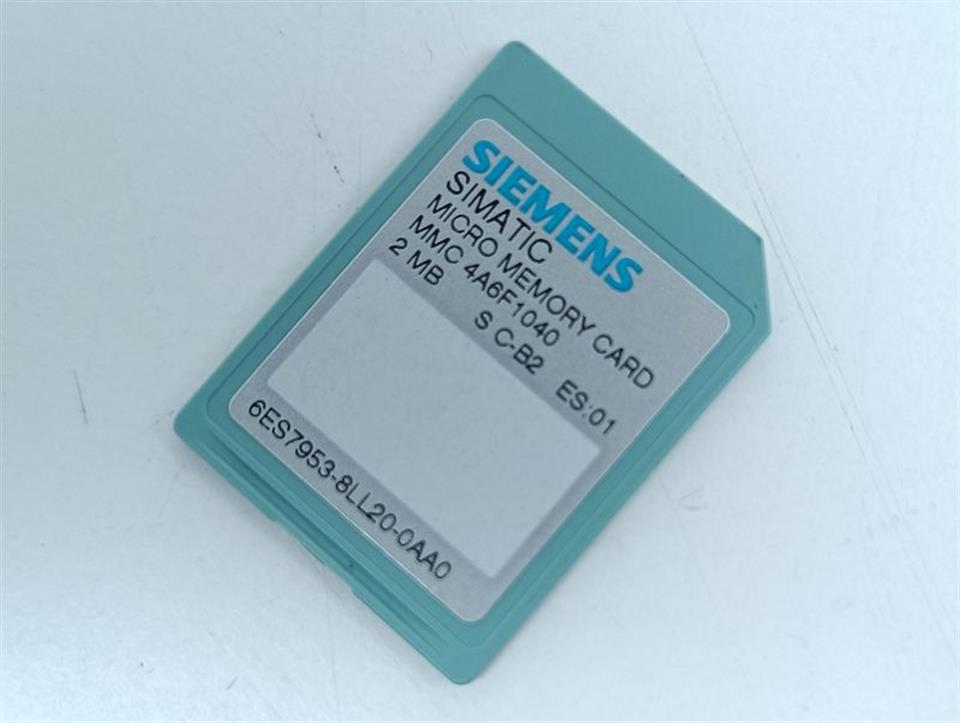 SIEMENS
SIMATIC
MICRO MEMORY CARD
MMC 4A6F1040
2 MB S C-B2 ES:01
6ES7953-8LL20-0AA0